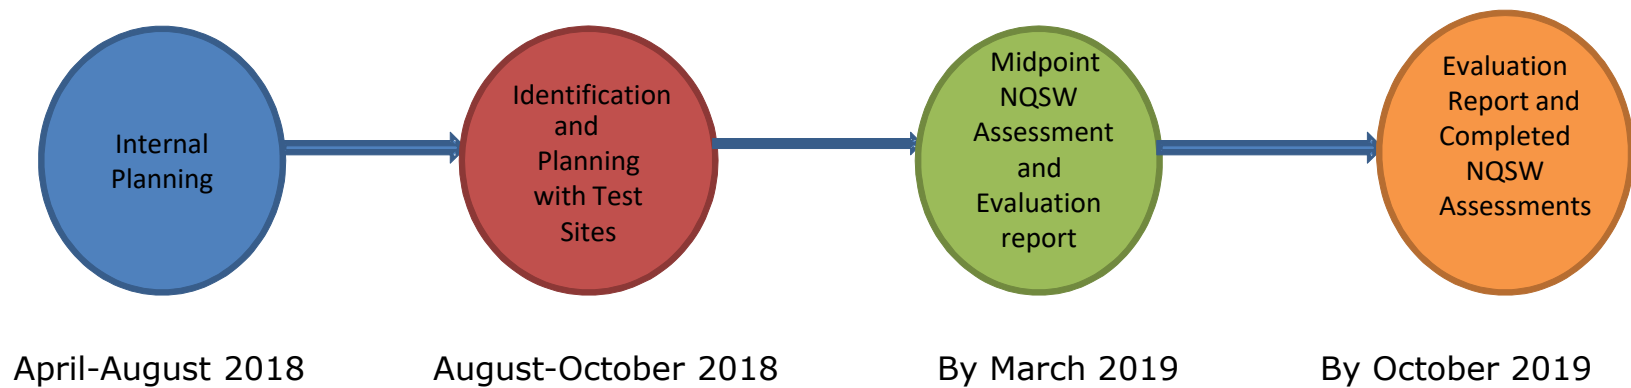 Internal
Planning
Identification
and
Planning
with Test
Sites
Midpoint
NQSW
Assessment
and
Evaluation
report
Evaluation
Report and
Completed
NQSW
Assessments
April-August 2018
August-October 2018
By March 2019
By October 2019